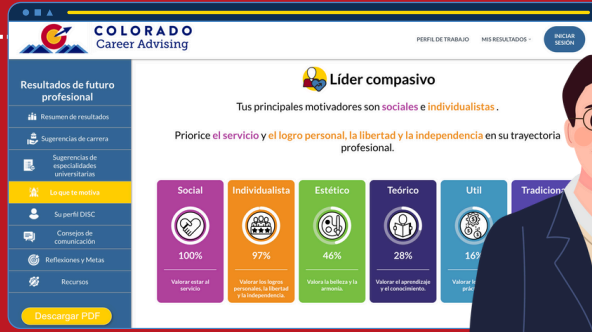 COLORADO
Career Advising
PERFIL DE TRABAJO
MIS RESULTADOS
INICIAR
SESIÓN
Resultados de futuro
profesional
Resumen de resultados
Sugerencias de carrera
Sugerencias de
especialidades
universitarias
Lo que te motiva
Su perfil DISC
Consejos de
comunicación
Reflexiones y Metas
Recursos
Descargar PDF
Líder compasivo
Tus principales motivadores son sociales e individualistas .
Priorice el servicio y el logro personal, la libertad y la independencia en su trayectoria
profesional.
Social
100%
Valorar estar al
servicio
Individualista
97%
Valorar los logros
personales, la libertad
y la independencia.
Estético
46%
Valora la belleza y la
armonía.
Teórico
28%
Valorar el aprendizaje
y el conocimiento.
Util
16%
Valorar
Tradiciona